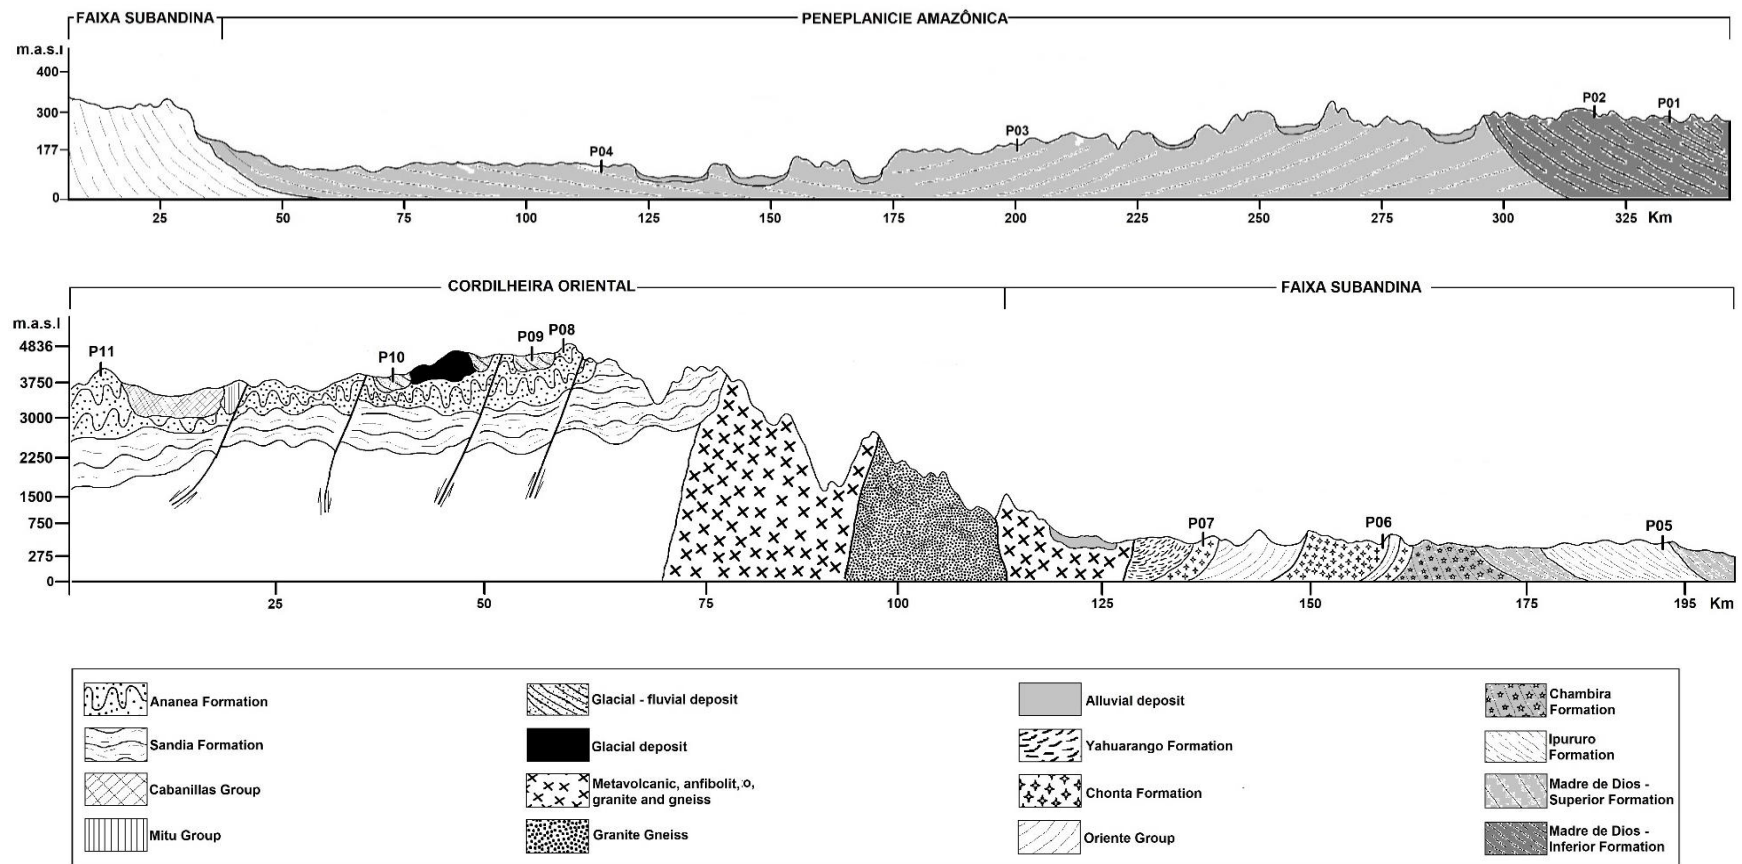 FAIXA SUBANDINA
PENEPLANICIE AMAZÔNICA
m.a.s.l
400
300
177
0
P04
P03
P02
P01
25
50
75
100
125
150
175
200
225
250
275
300
325
Km
CORDILHEIRA ORIENTAL
FAIXA SUBANDINA
m.a.s.l
4836
3750
3000
2250
1500
750
275
0
P11
P10
P09
P08
P07
P06
P05
25
50
75
100
125
150
175
195
Km
Ananea Formation
Sandia Formation
Cabanillas Group
Mitu Group
Glacial - fluvial deposit
Glacial deposit
Metavolcanic, anfibolit,o,
granite and gneiss
Granite Gneiss
Alluvial deposit
Yahuarango Formation
Chonta Formation
Oriente Group
Chambira
Formation
Ipururo
Formation
Madre de Dios -
Superior Formation
Madre de Dios -
Inferior Formation